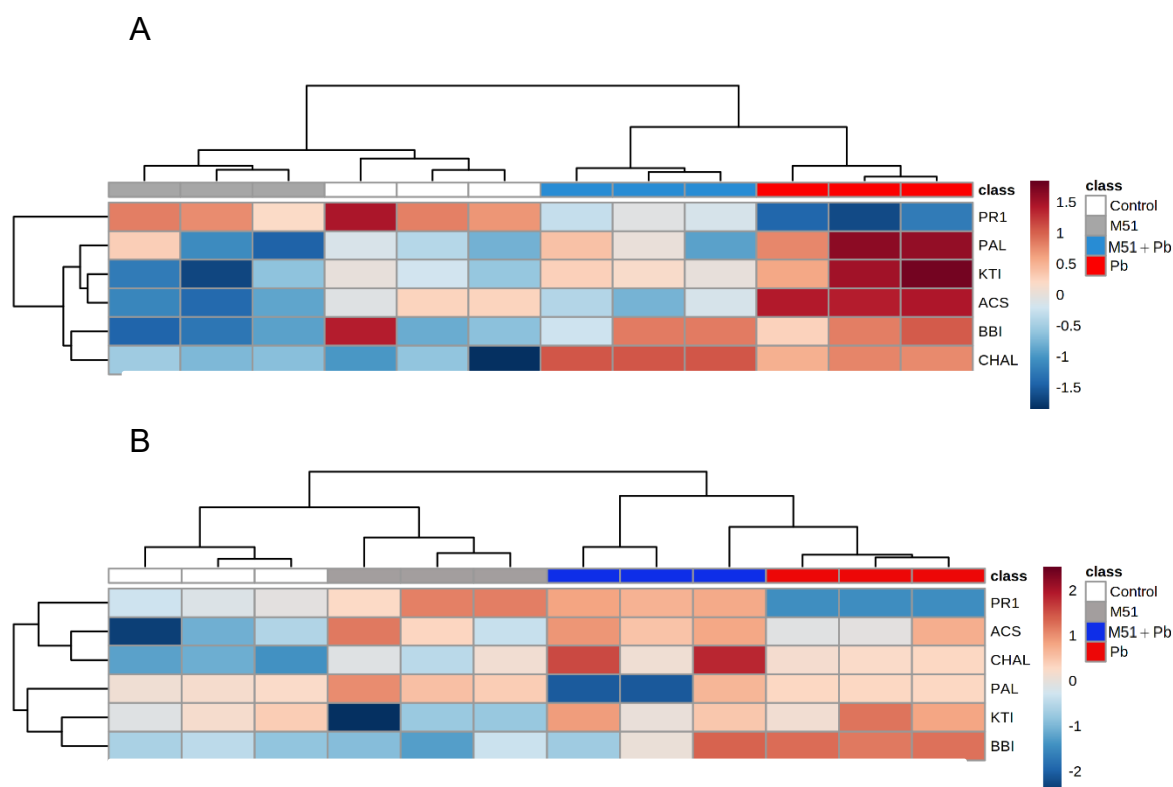 A
class
PR1
PAL
KTI
ACS
BBI
CHAL
1.5
1
0.5
0
-0.5
-1
-1.5
class
Control
M51
M51 + Pb
Pb
B
class
PR1
ACS
CHAL
PAL
KTI
BBI
2
1
0
-1
-2
class
Control
M51
M51 + Pb
Pb